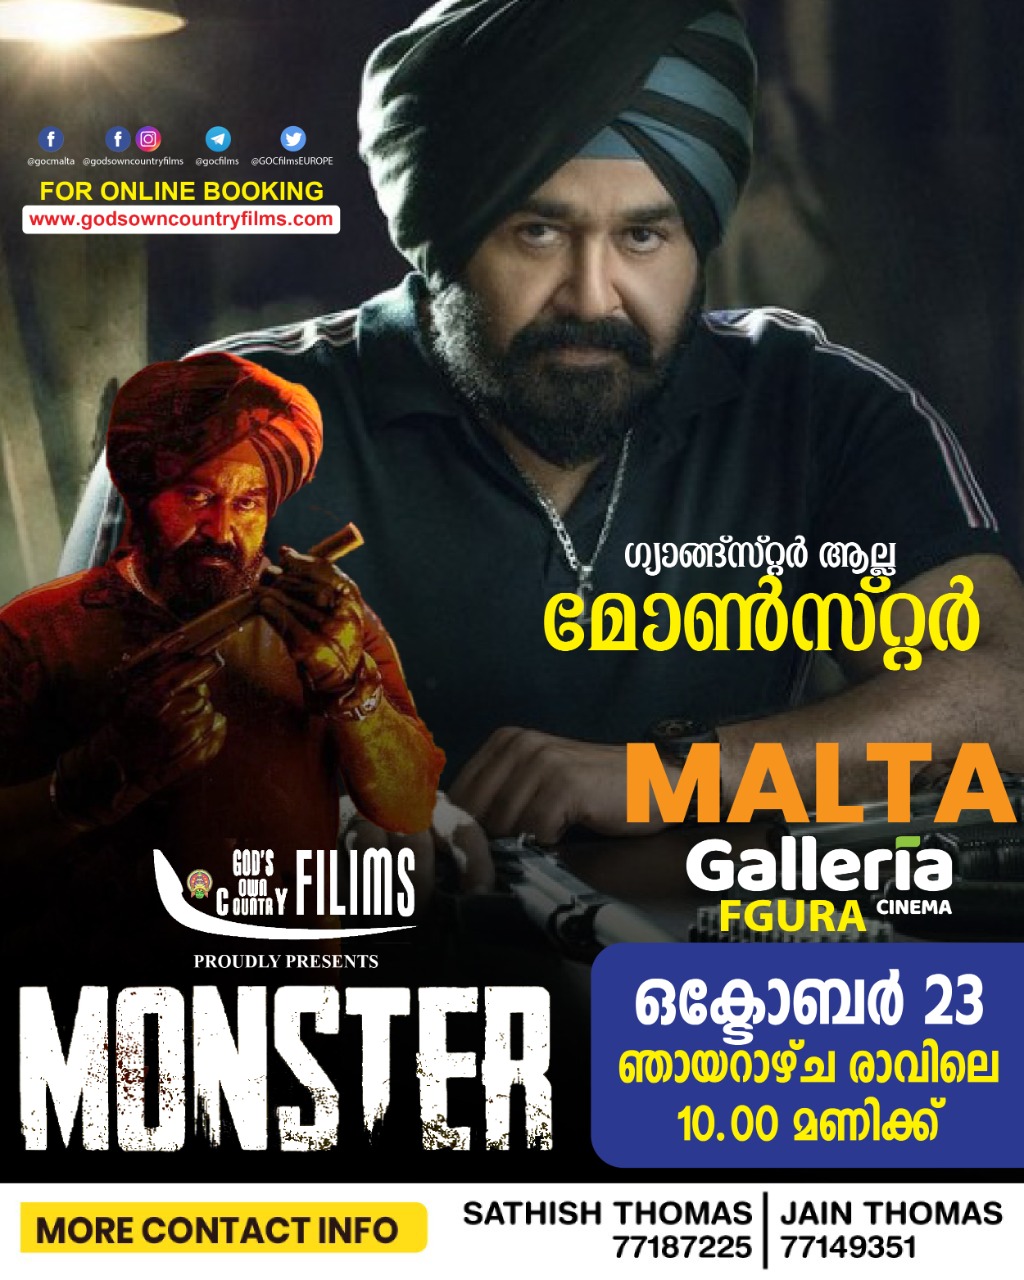 @gocmalta @godsowncountryfilms @gocfilms @GOCfilmsEUROPE
FOR ONLINE BOOKING
www.godsowncountryfilms.com
ഗ്യാങ്ങ്സ്റ്റർ ആല്ല
മോൺസ്റ്റർ
MALTA
Galleria
CINEMA
FGURA
GOD'S
OWN
COUNTRY
FILIMS
PROUDLY PRESENTS
MONSTER
ഒക്ടോബർ 23
ഞായറാഴ്ച രാവിലെ
10.00 മണിക്ക്
MORE CONTACT INFO
SATHISH THOMAS
77187225
JAIN THOMAS
77149351